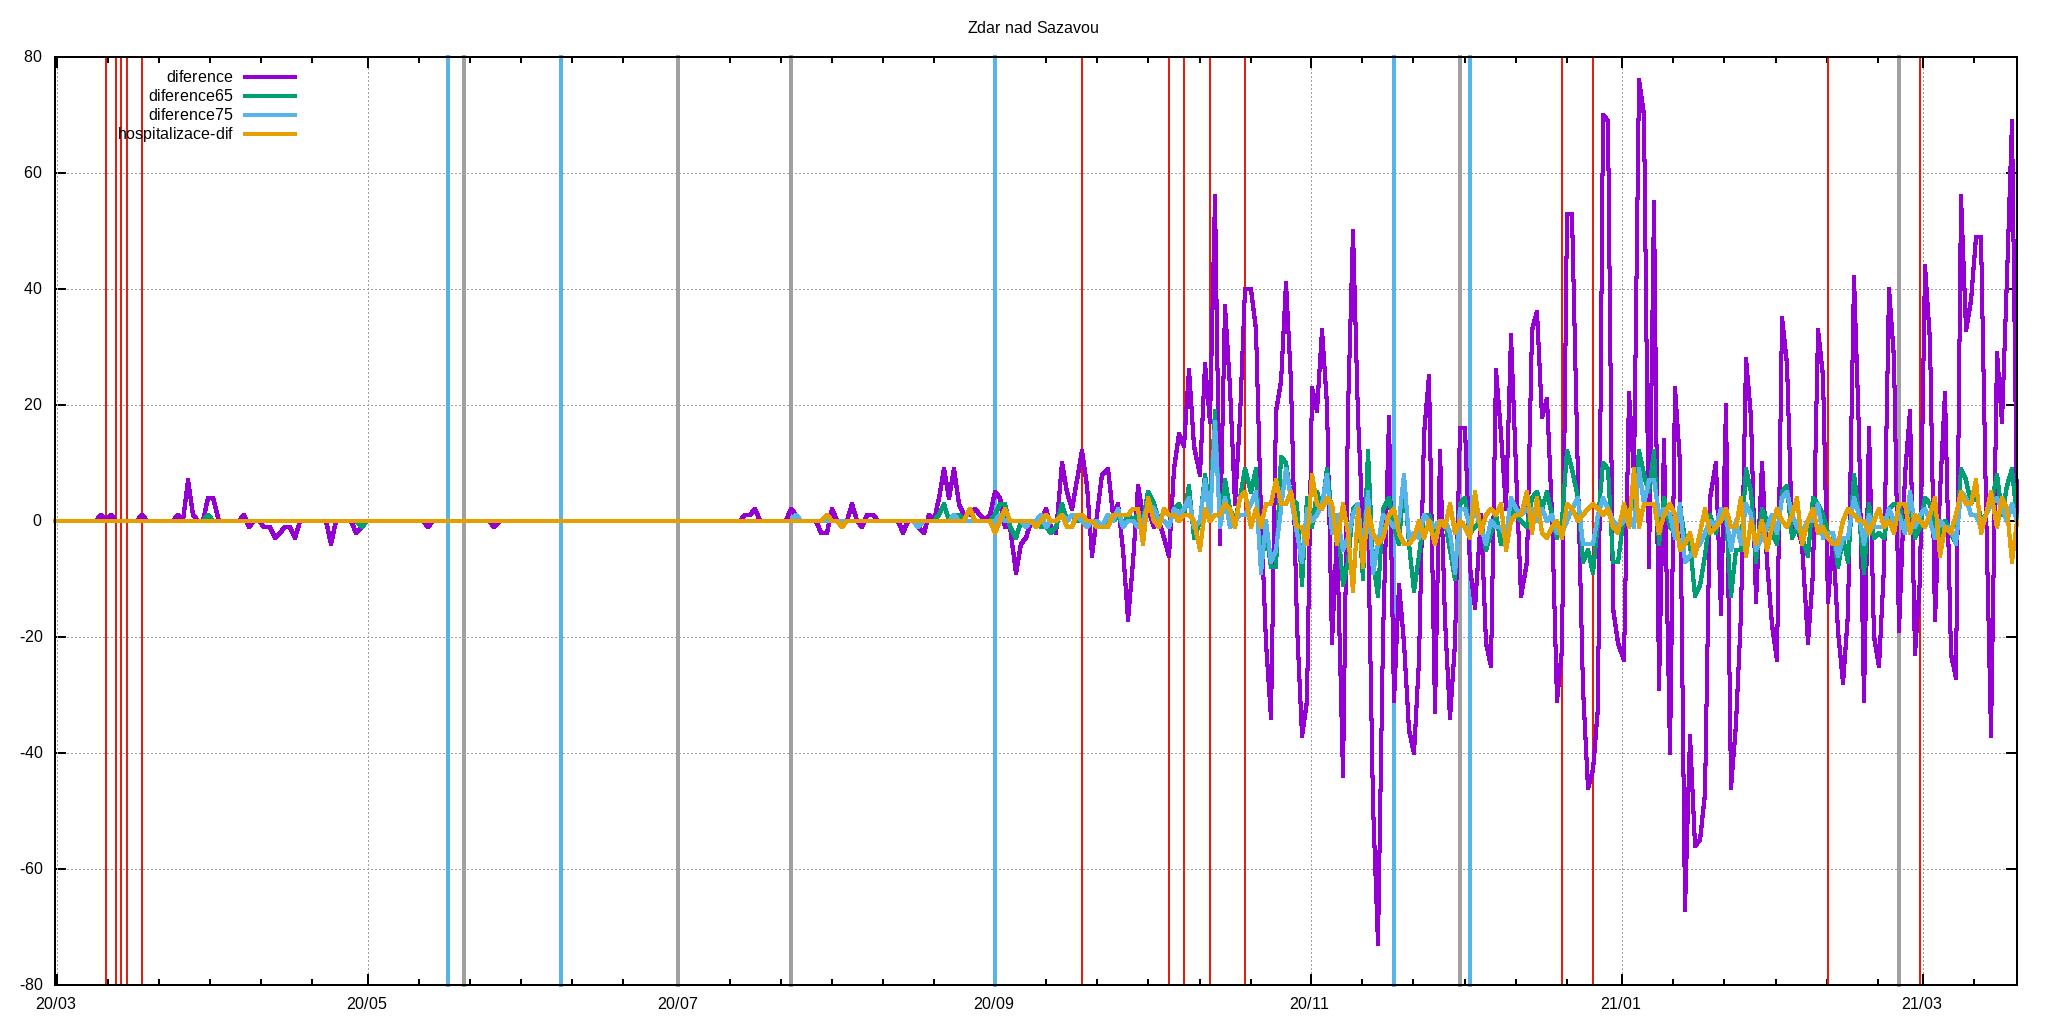 Zdar nad Sazavou
diference
diference65
diference75
hospitalizace-dif
80
60
40
20
0
-20
-40
-60
-80
20/03 20/05 20/07 20/09 20/11 21/01 21/03